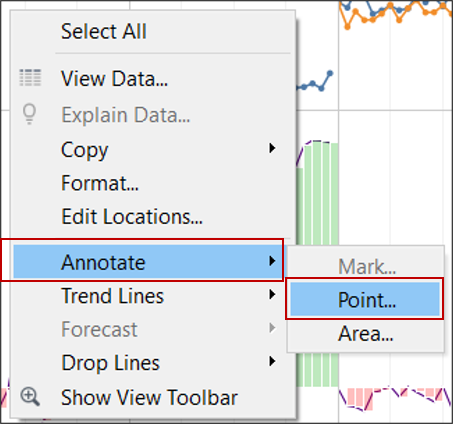 Select All
View Data...
Explain Data...
Copy
Format...
Edit Locations...
Annotate
Mark...
Trend Lines
Point...
Forecast
Area...
Drop Lines
Show View Toolbar